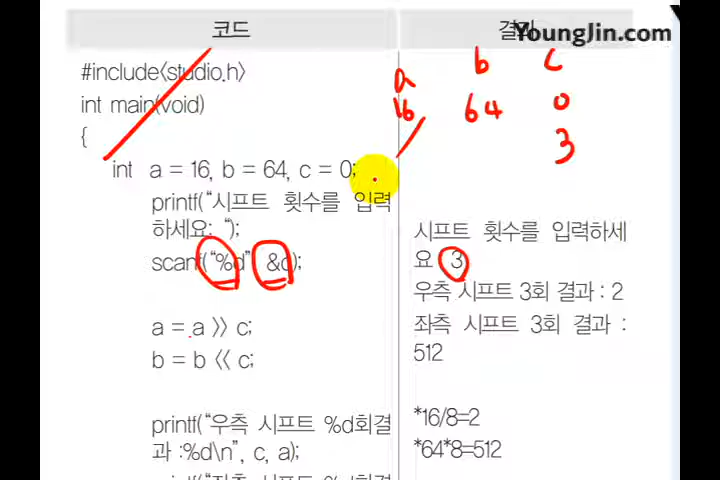 코드
결과
YoungJin.com
#include<studio.h>
int main(void)
{
int a = 16, b = 64, c = 0;
printf("시프트 횟수를 입력
하세요: ");
scanf("%d" &c);
a = a >> c;
b = b << c;
printf("우측 시프트 %d회결
과 :%d\n", c, a);
a b c
16 64 0
3
시프트 횟수를 입력하세
요 3
우측 시프트 3회 결과 : 2
좌측 시프트 3회 결과 :
512
*16/8=2
*64*8=512